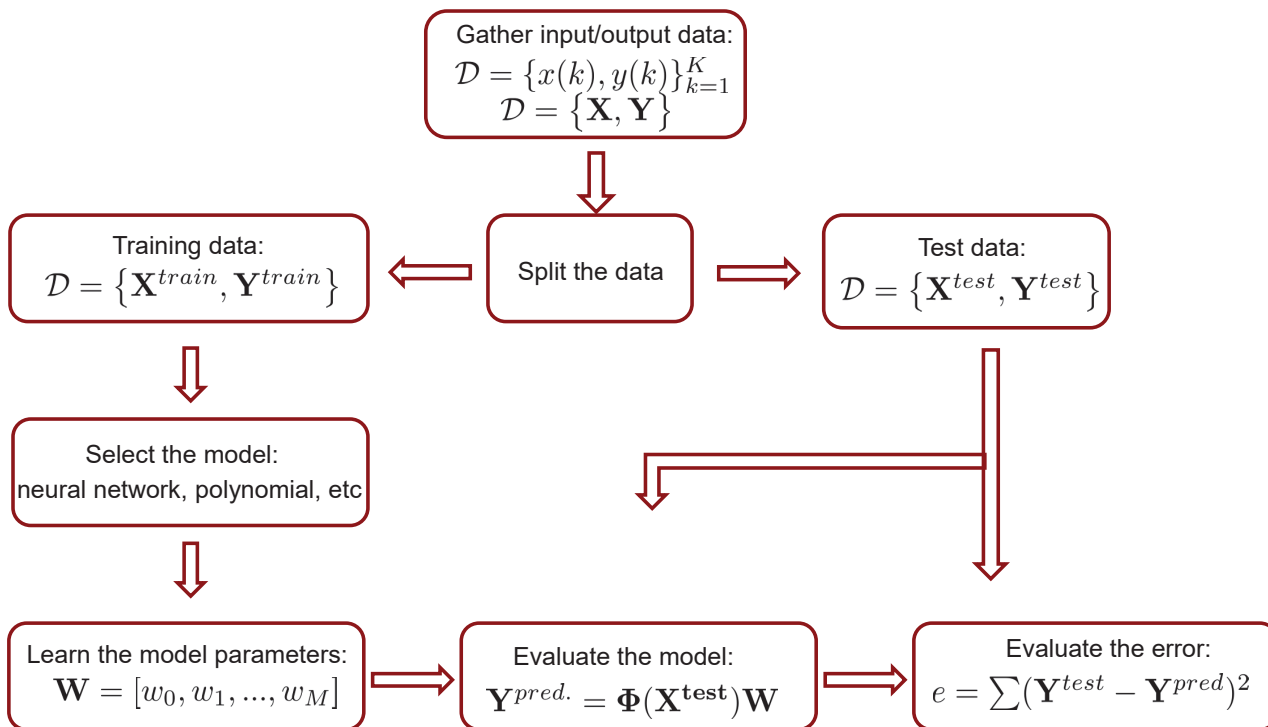 Gather input/output data:
𝒟 = {x(k), y(k)}_{k=1}^{K}
𝒟 = {𝐗, 𝐘}
Training data:
𝒟 = {𝐗^{train}, 𝐘^{train}}
Split the data
Test data:
𝒟 = {𝐗^{test}, 𝐘^{test}}
Select the model:
neural network, polynomial, etc
Learn the model parameters:
𝐖 = [w_0, w_1, ..., w_M]
Evaluate the model:
𝐘^{pred.} = 𝚽(𝐗^{𝐭𝐞𝐬𝐭})𝐖
Evaluate the error:
e = ∑(𝐘^{test} − 𝐘^{pred})^2